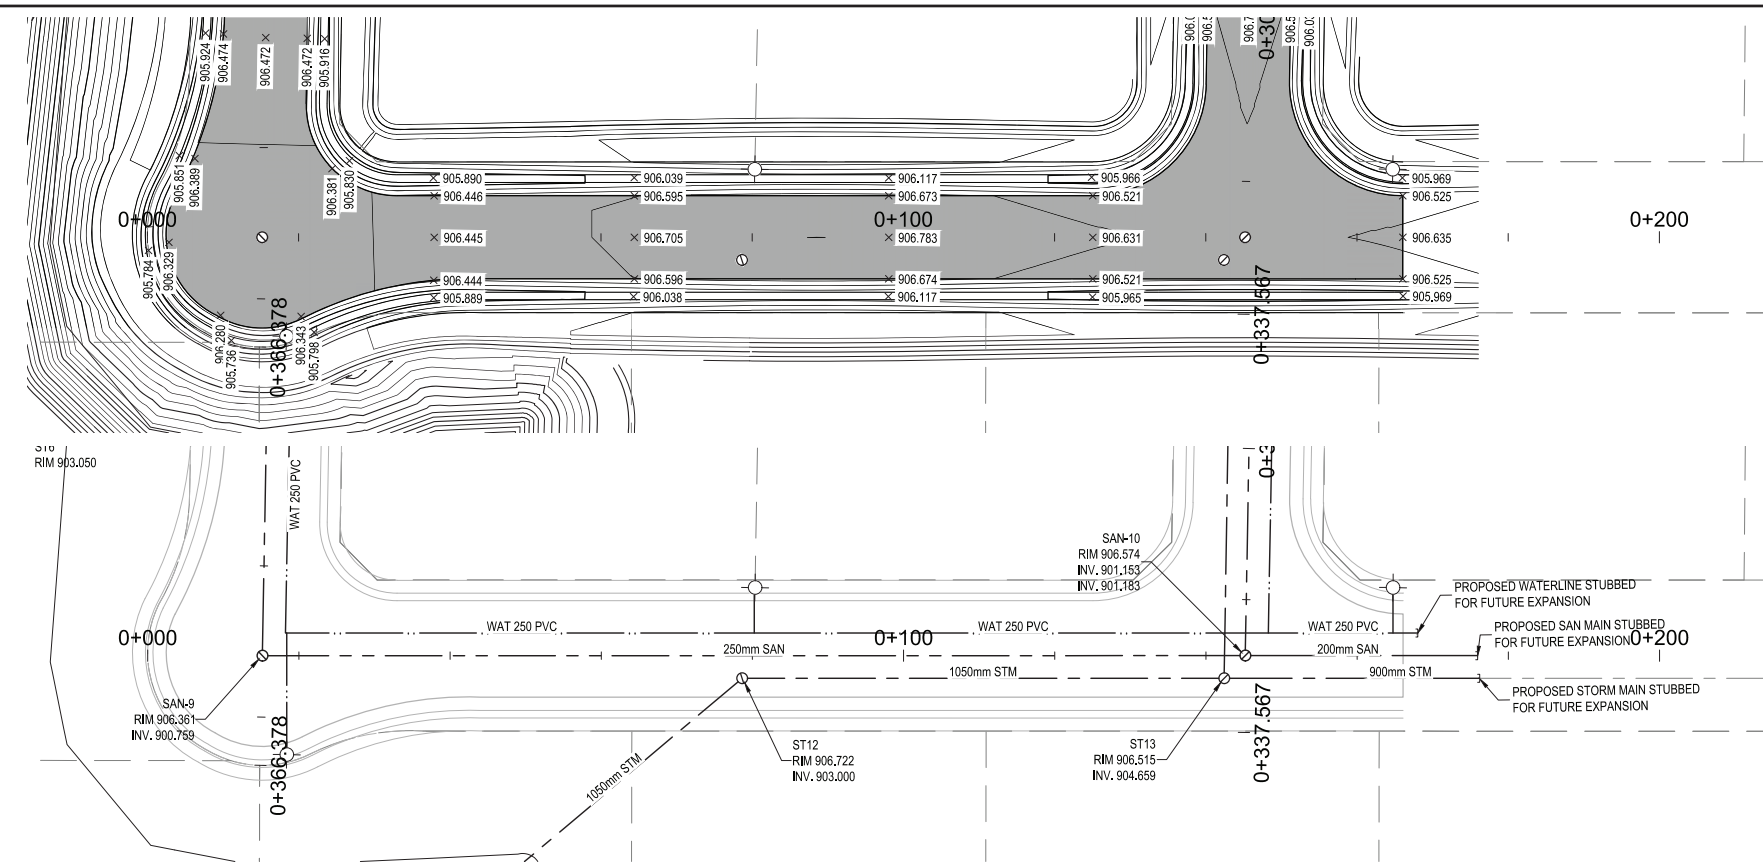 905.924
906.474
906.472
906.472
905.916
0+30
905.851
906.389
906.381
905.830
905.890
906.446
906.445
906.444
905.889
906.039
906.595
906.705
906.596
906.038
906.117
906.673
906.783
906.674
906.117
905.966
906.521
906.631
906.521
905.965
905.969
906.525
906.635
906.525
905.969
0+000
0+100
0+200
905.784
906.329
906.280
905.736
906.343
905.798
0+366.378
0+337.567
RIM 903.050
WAT 250 PVC
SAN-10
RIM 906.574
INV. 901.153
INV. 901.183
PROPOSED WATERLINE STUBBED
FOR FUTURE EXPANSION
PROPOSED SAN MAIN STUBBED
FOR FUTURE EXPANSION
0+000
WAT 250 PVC
0+100
WAT 250 PVC
WAT 250 PVC
0+200
250mm SAN
200mm SAN
1050mm STM
900mm STM
PROPOSED STORM MAIN STUBBED
FOR FUTURE EXPANSION
SAN-9
RIM 906.361
INV. 900.759
0+366.378
1050mm STM
ST12
RIM 906.722
INV. 903.000
ST13
RIM 906.515
INV. 904.659
0+337.567